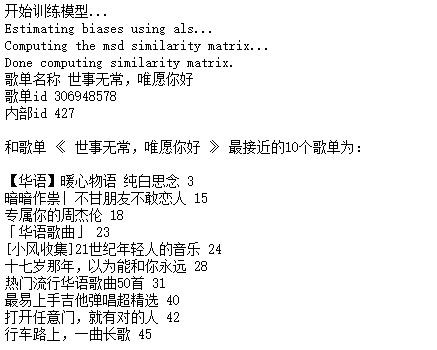 开始训练模型...
Estimating biases using als...
Computing the msd similarity matrix...
Done computing similarity matrix.
歌单名称 世事无常，唯愿你好
歌单id 306948578
内部id 427
和歌单 《 世事无常，唯愿你好 》 最接近的10个歌单为：
【华语】暖心物语 纯白思念 3
暗暗作祟| 不甘朋友不敢恋人 15
专属你的周杰伦 18
「华语歌曲」 23
[小风收集]21世纪年轻人的音乐 24
十七岁那年，以为能和你永远 28
热门流行华语歌曲50首 31
最易上手吉他弹唱超精选 40
打开任意门，就有对的人 42
行车路上，一曲长歌 45